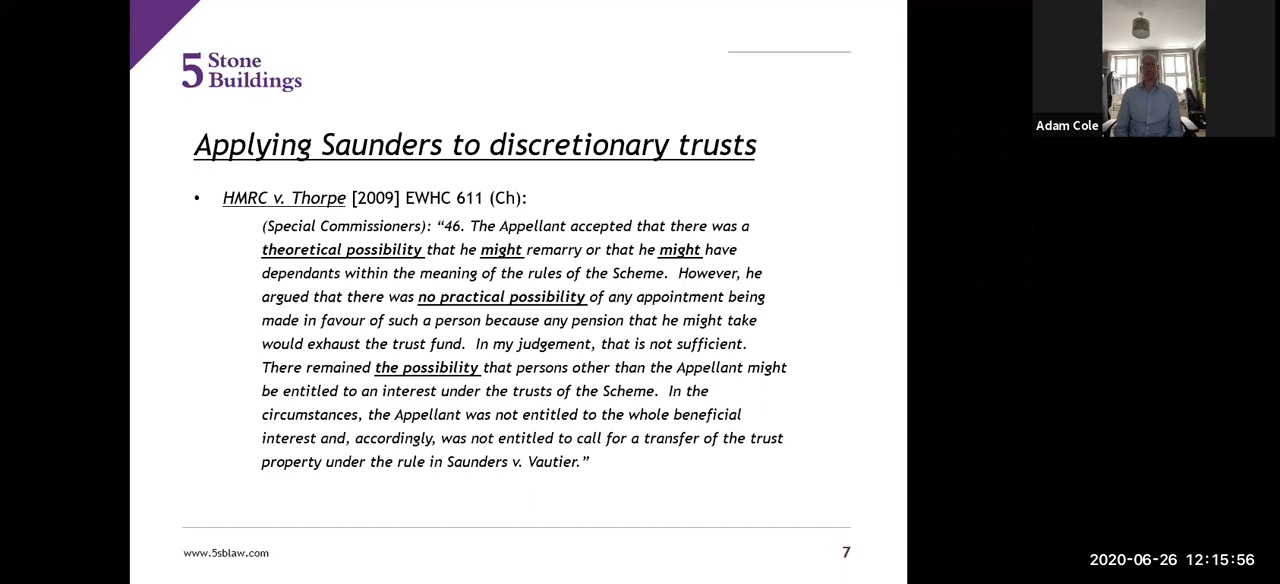 5 Stone
Buildings
Applying Saunders to discretionary trusts
• HMRC v. Thorpe [2009] EWHC 611 (Ch):
(Special Commissioners): “46. The Appellant accepted that there was a
theoretical possibility that he might remarry or that he might have
dependants within the meaning of the rules of the Scheme. However, he
argued that there was no practical possibility of any appointment being
made in favour of such a person because any pension that he might take
would exhaust the trust fund. In my judgement, that is not sufficient.
There remained the possibility that persons other than the Appellant might
be entitled to an interest under the trusts of the Scheme. In the
circumstances, the Appellant was not entitled to the whole beneficial
interest and, accordingly, was not entitled to call for a transfer of the trust
property under the rule in Saunders v. Vautier.”
www.5sblaw.com
7
Adam Cole
2020-06-26 12:15:56